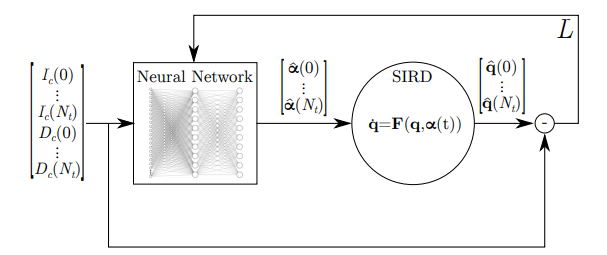 L
I_c(0)
⋮
I_c(N_t)
D_c(0)
⋮
D_c(N_t)
Neural Network
α̂(0)
⋮
α̂(N_t)
SIRD
q̇=F(q,α(t))
q̂(0)
⋮
q̂(N_t)
-